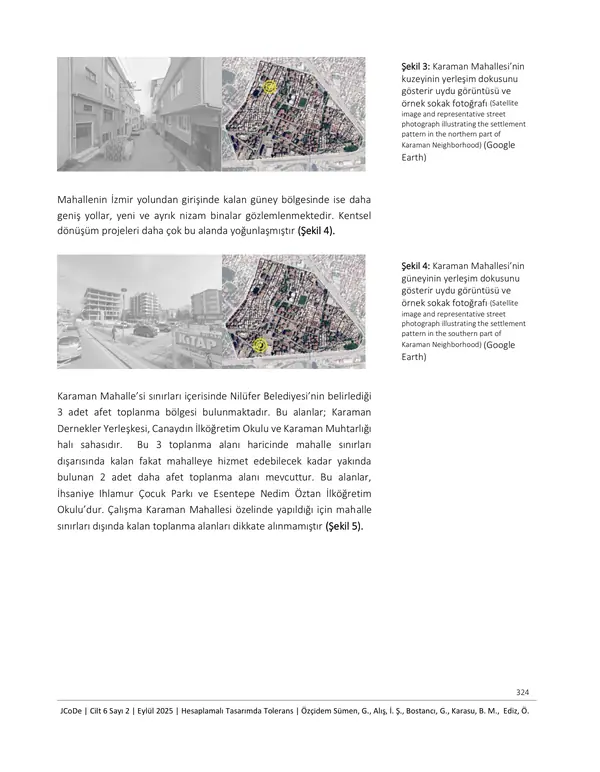 Şekil 3: Karaman Mahallesi’nin
kuzeyinin yerleşim dokusunu
gösterir uydu görüntüsü ve
örnek sokak fotoğrafı (Satellite
image and representative street
photograph illustrating the settlement
pattern in the northern part of
Karaman Neighborhood) (Google
Earth)
Mahallenin İzmir yolundan girişinde kalan güney bölgesinde ise daha
geniş yollar, yeni ve ayrık nizam binalar gözlemlenmektedir. Kentsel
dönüşüm projeleri daha çok bu alanda yoğunlaşmıştır (Şekil 4).
Şekil 4: Karaman Mahallesi’nin
güneyinin yerleşim dokusunu
gösterir uydu görüntüsü ve
örnek sokak fotoğrafı (Satellite
image and representative street
photograph illustrating the settlement
pattern in the southern part of
Karaman Neighborhood) (Google
Earth)
Karaman Mahalle’si sınırları içerisinde Nilüfer Belediyesi’nin belirlediği
3 adet afet toplanma bölgesi bulunmaktadır. Bu alanlar; Karaman
Dernekler Yerleşkesi, Canaydın İlköğretim Okulu ve Karaman Muhtarlığı
halı sahasıdır. Bu 3 toplanma alanı haricinde mahalle sınırları
dışarısında kalan fakat mahalleye hizmet edebilecek kadar yakında
bulunan 2 adet daha afet toplanma alanı mevcuttur. Bu alanlar,
İhsaniye Ihlamur Çocuk Parkı ve Esentepe Nedim Öztan İlköğretim
Okulu’dur. Çalışma Karaman Mahallesi özelinde yapıldığı için mahalle
sınırları dışında kalan toplanma alanları dikkate alınmamıştır (Şekil 5).
324
JCoDe | Cilt 6 Sayı 2 | Eylül 2025 | Hesaplamalı Tasarımda Tolerans | Özçidem Sümen, G., Alış, İ. Ş., Bostancı, G., Karasu, B. M., Ediz, Ö.